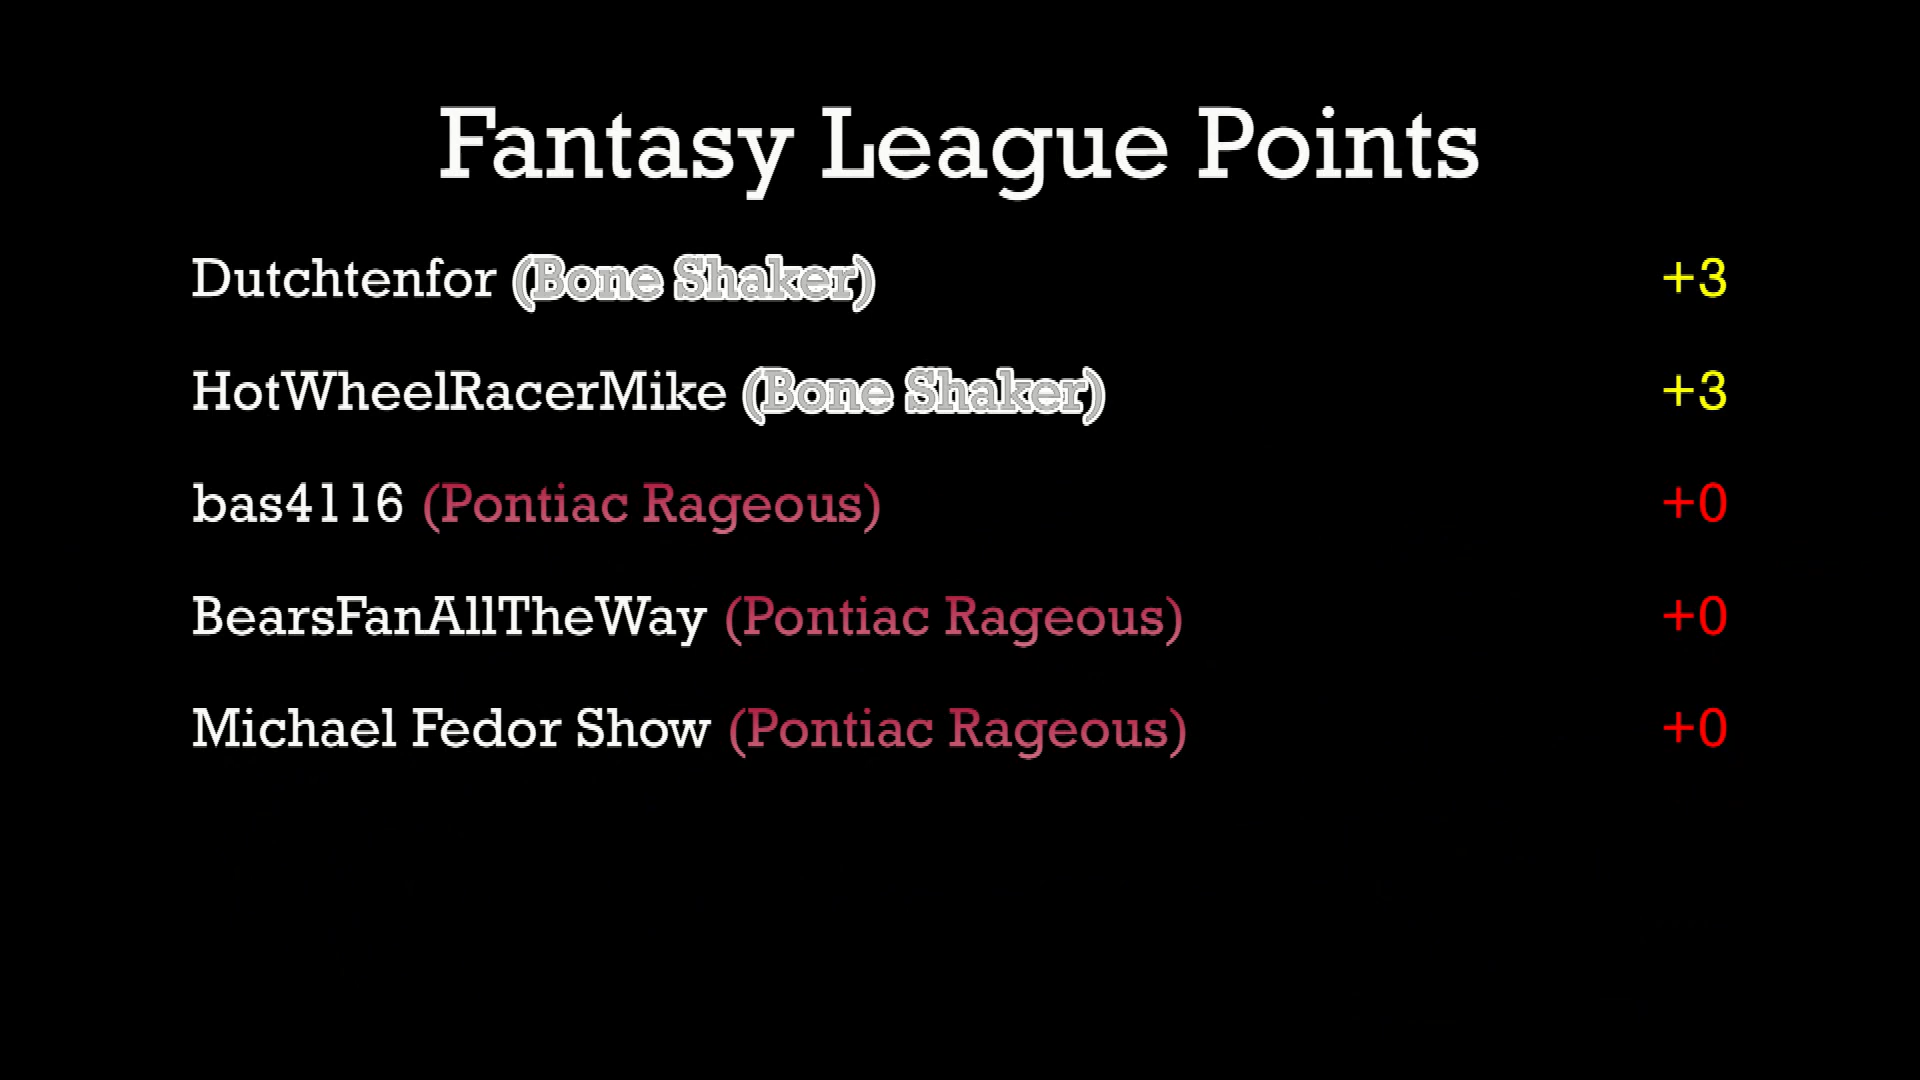 Fantasy League Points
Dutchtenfor (Bone Shaker) +3
HotWheelRacerMike (Bone Shaker) +3
bas4116 (Pontiac Rageous) +0
BearsFanAllTheWay (Pontiac Rageous) +0
Michael Fedor Show (Pontiac Rageous) +0